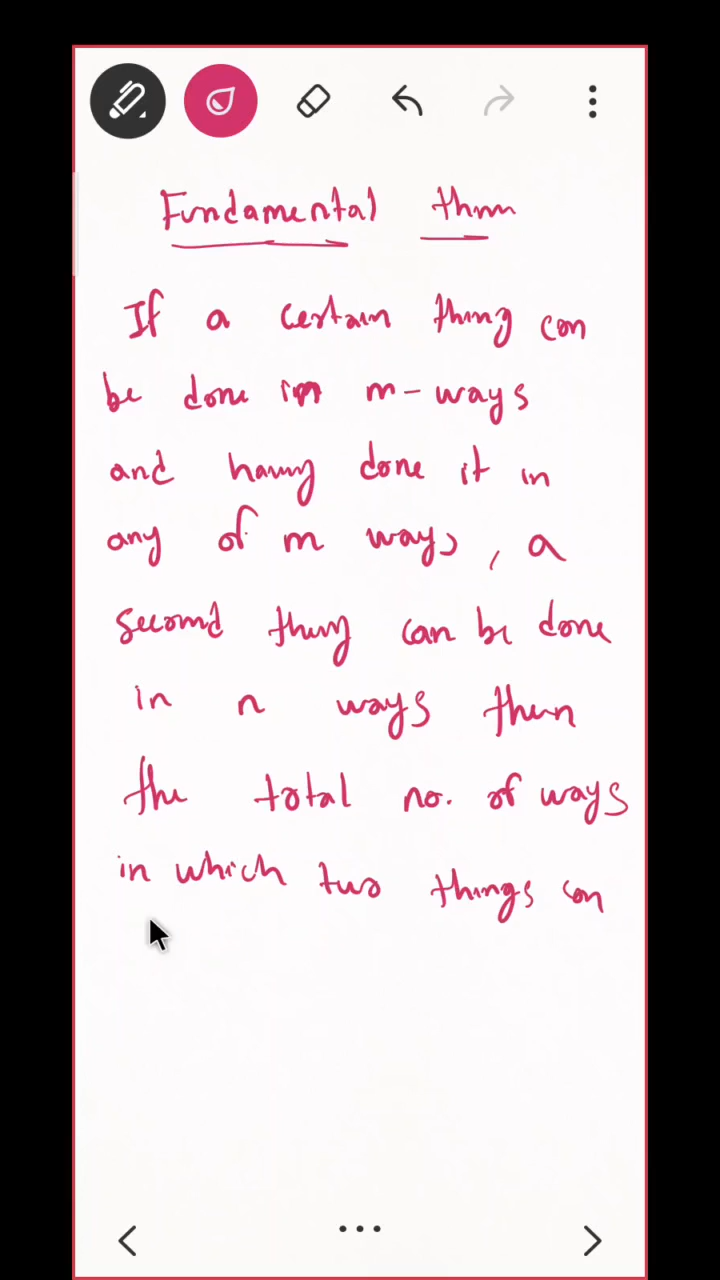 Fundamental thm
If a certain thing can
be done in m-ways
and having done it in
any of m ways, a
second thing can be done
in n ways then
the total no. of ways
in which two things can